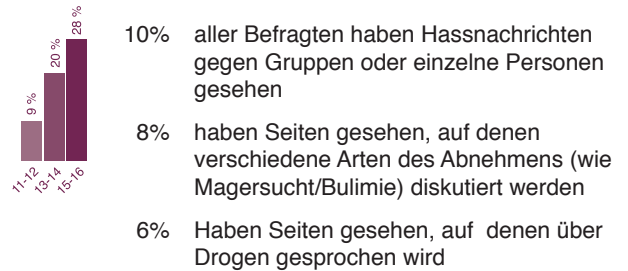 9 %
20 %
28 %
11-12
13-14
15-16
10% aller Befragten haben Hassnachrichten
gegen Gruppen oder einzelne Personen
gesehen
8% haben Seiten gesehen, auf denen
verschiedene Arten des Abnehmens (wie
Magersucht/Bulimie) diskutiert werden
6% Haben Seiten gesehen, auf denen über
Drogen gesprochen wird